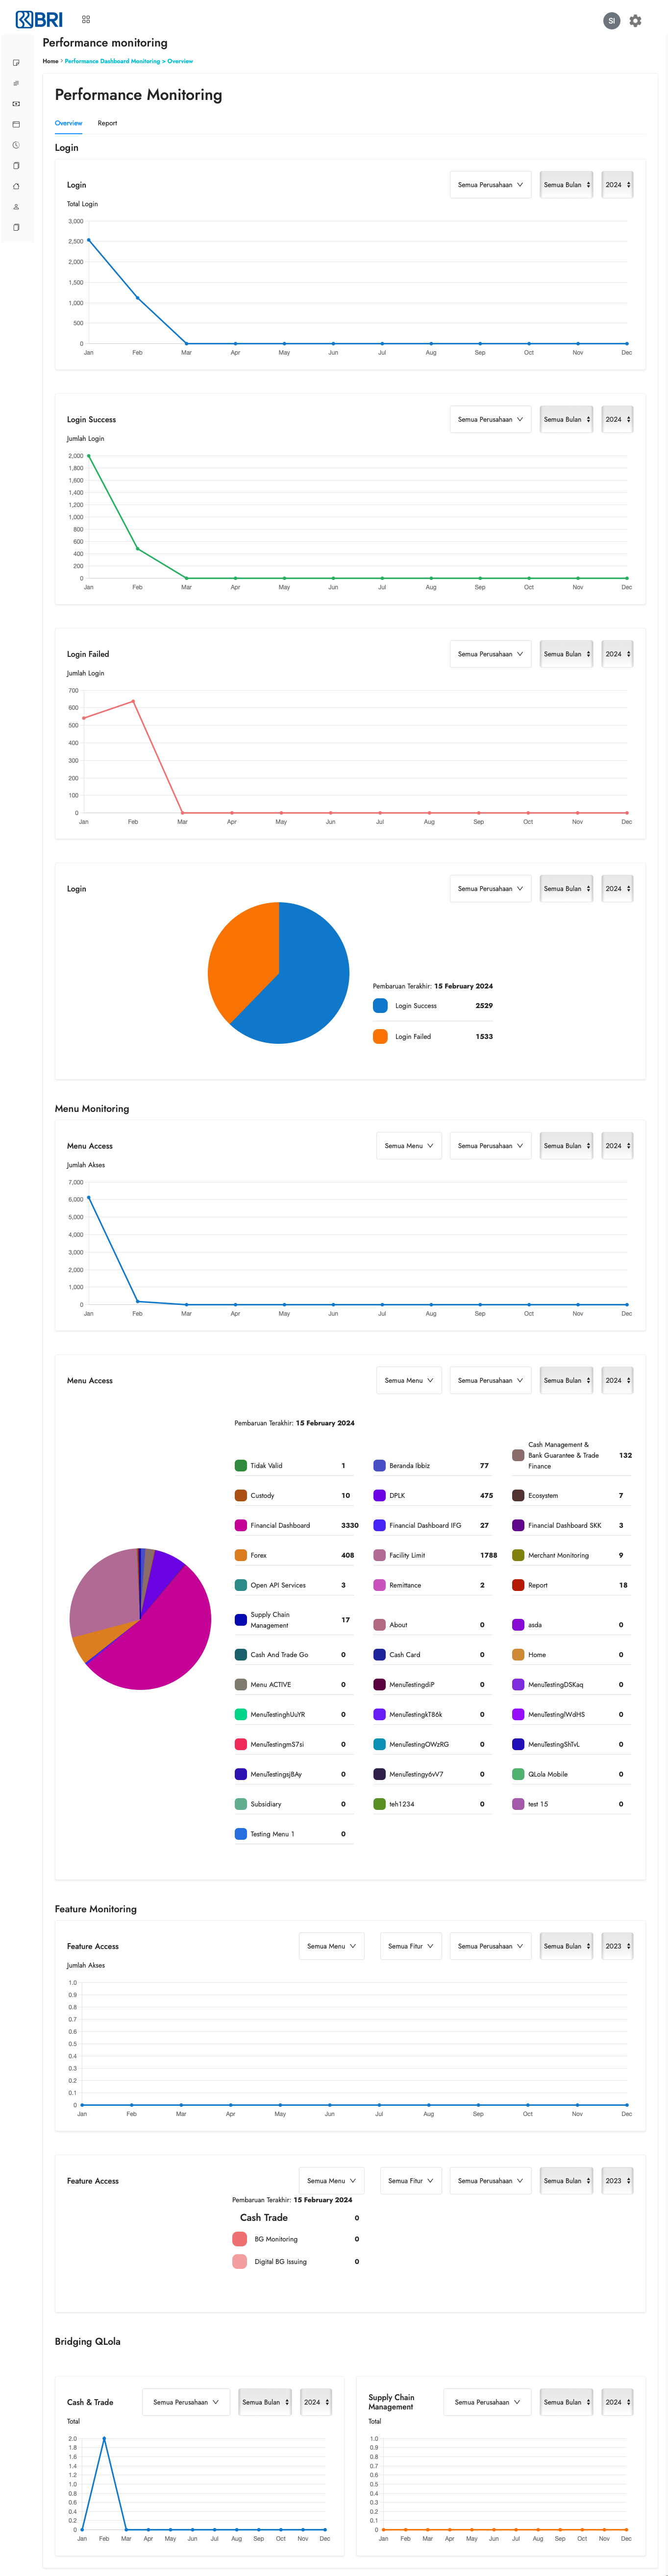 BRI
SI
Performance monitoring
Home > Performance Dashboard Monitoring > Overview
Performance Monitoring
Overview Report
Login
Login Semua Perusahaan Semua Bulan 2024
Total Login
3,000
2,500
2,000
1,500
1,000
500
0
Jan Feb Mar Apr May Jun Jul Aug Sep Oct Nov Dec
Login Success Semua Perusahaan Semua Bulan 2024
Jumlah Login
2,000
1,800
1,600
1,400
1,200
1,000
800
600
400
200
0
Jan Feb Mar Apr May Jun Jul Aug Sep Oct Nov Dec
Login Failed Semua Perusahaan Semua Bulan 2024
Jumlah Login
700
600
500
400
300
200
100
0
Jan Feb Mar Apr May Jun Jul Aug Sep Oct Nov Dec
Login Semua Perusahaan Semua Bulan 2024
Pembaruan Terakhir: 15 February 2024
Login Success 2529
Login Failed 1533
Menu Monitoring
Menu Access Semua Menu Semua Perusahaan Semua Bulan 2024
Jumlah Akses
7,000
6,000
5,000
4,000
3,000
2,000
1,000
0
Jan Feb Mar Apr May Jun Jul Aug Sep Oct Nov Dec
Menu Access Semua Menu Semua Perusahaan Semua Bulan 2024
Pembaruan Terakhir: 15 February 2024
Tidak Valid 1 Beranda Ibbiz 77
Cash Management &
Bank Guarantee & Trade 132
Finance
Custody 10 DPLK 475 Ecosystem 7
Financial Dashboard 3330 Financial Dashboard IFG 27 Financial Dashboard SKK 3
Forex 408 Facility Limit 1788 Merchant Monitoring 9
Open API Services 3 Remittance 2 Report 18
Supply Chain
Management 17 About 0 asda 0
Cash And Trade Go 0 Cash Card 0 Home 0
Menu ACTIVE 0 MenuTestingdiP 0 MenuTestingDSKaq 0
MenuTestinghUuYR 0 MenuTestingkT86k 0 MenuTestinglWdHS 0
MenuTestingmS7si 0 MenuTestingOWzRG 0 MenuTestingShTvL 0
MenuTestingsjBAy 0 MenuTestingy6vV7 0 QLola Mobile 0
Subsidiary 0 teh1234 0 test 15 0
Testing Menu 1 0
Feature Monitoring
Feature Access Semua Menu Semua Fitur Semua Perusahaan Semua Bulan 2023
Jumlah Akses
1.0
0.9
0.8
0.7
0.6
0.5
0.4
0.3
0.2
0.1
0
Jan Feb Mar Apr May Jun Jul Aug Sep Oct Nov Dec
Feature Access Semua Menu Semua Fitur Semua Perusahaan Semua Bulan 2023
Pembaruan Terakhir: 15 February 2024
Cash Trade 0
BG Monitoring 0
Digital BG Issuing 0
Bridging QLola
Cash & Trade Semua Perusahaan Semua Bulan 2024
Total
2.0
1.8
1.6
1.4
1.2
1.0
0.8
0.6
0.4
0.2
0
Jan Feb Mar Apr May Jun Jul Aug Sep Oct Nov Dec
Supply Chain
Management Semua Perusahaan Semua Bulan 2024
Total
1.0
0.9
0.8
0.7
0.6
0.5
0.4
0.3
0.2
0.1
0
Jan Feb Mar Apr May Jun Jul Aug Sep Oct Nov Dec